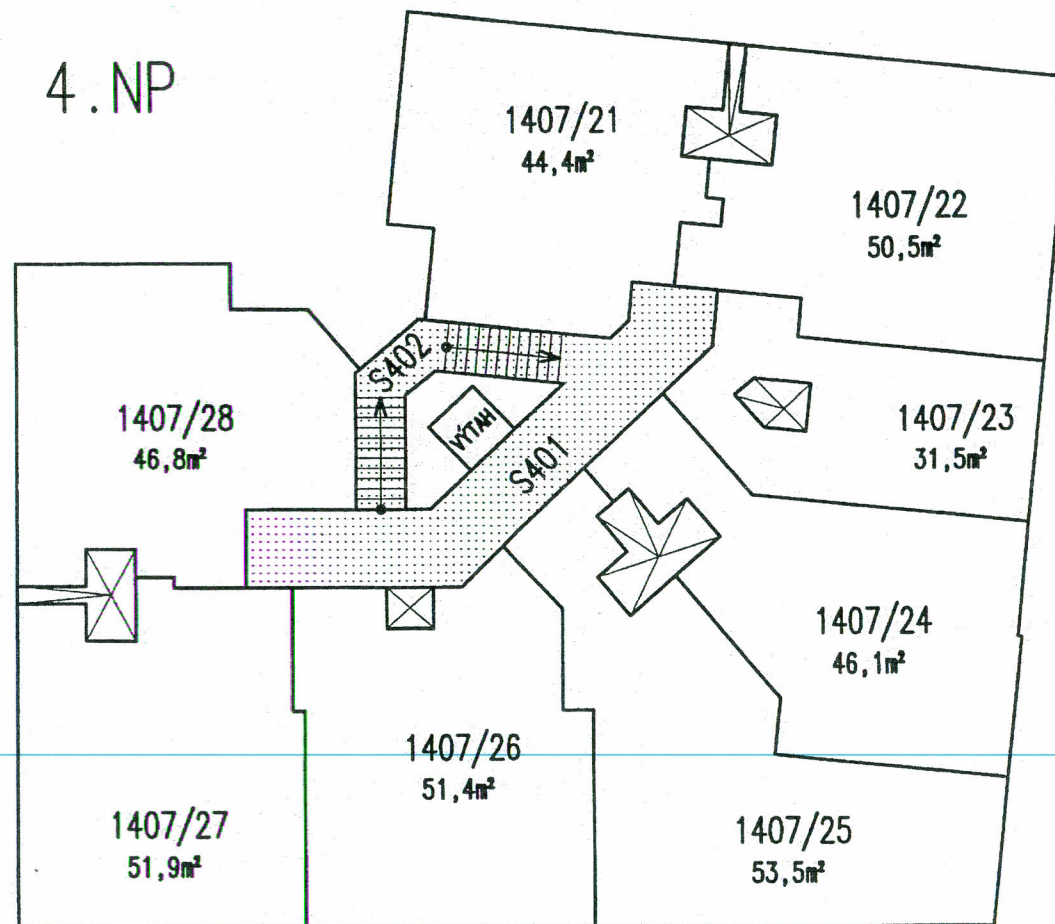 4.NP
1407/21
44,4m²
1407/22
50,5m²
1407/28
46,8m²
S402
VÝTAH
S401
1407/23
31,5m²
1407/24
46,1m²
1407/26
51,4m²
1407/27
51,9m²
1407/25
53,5m²